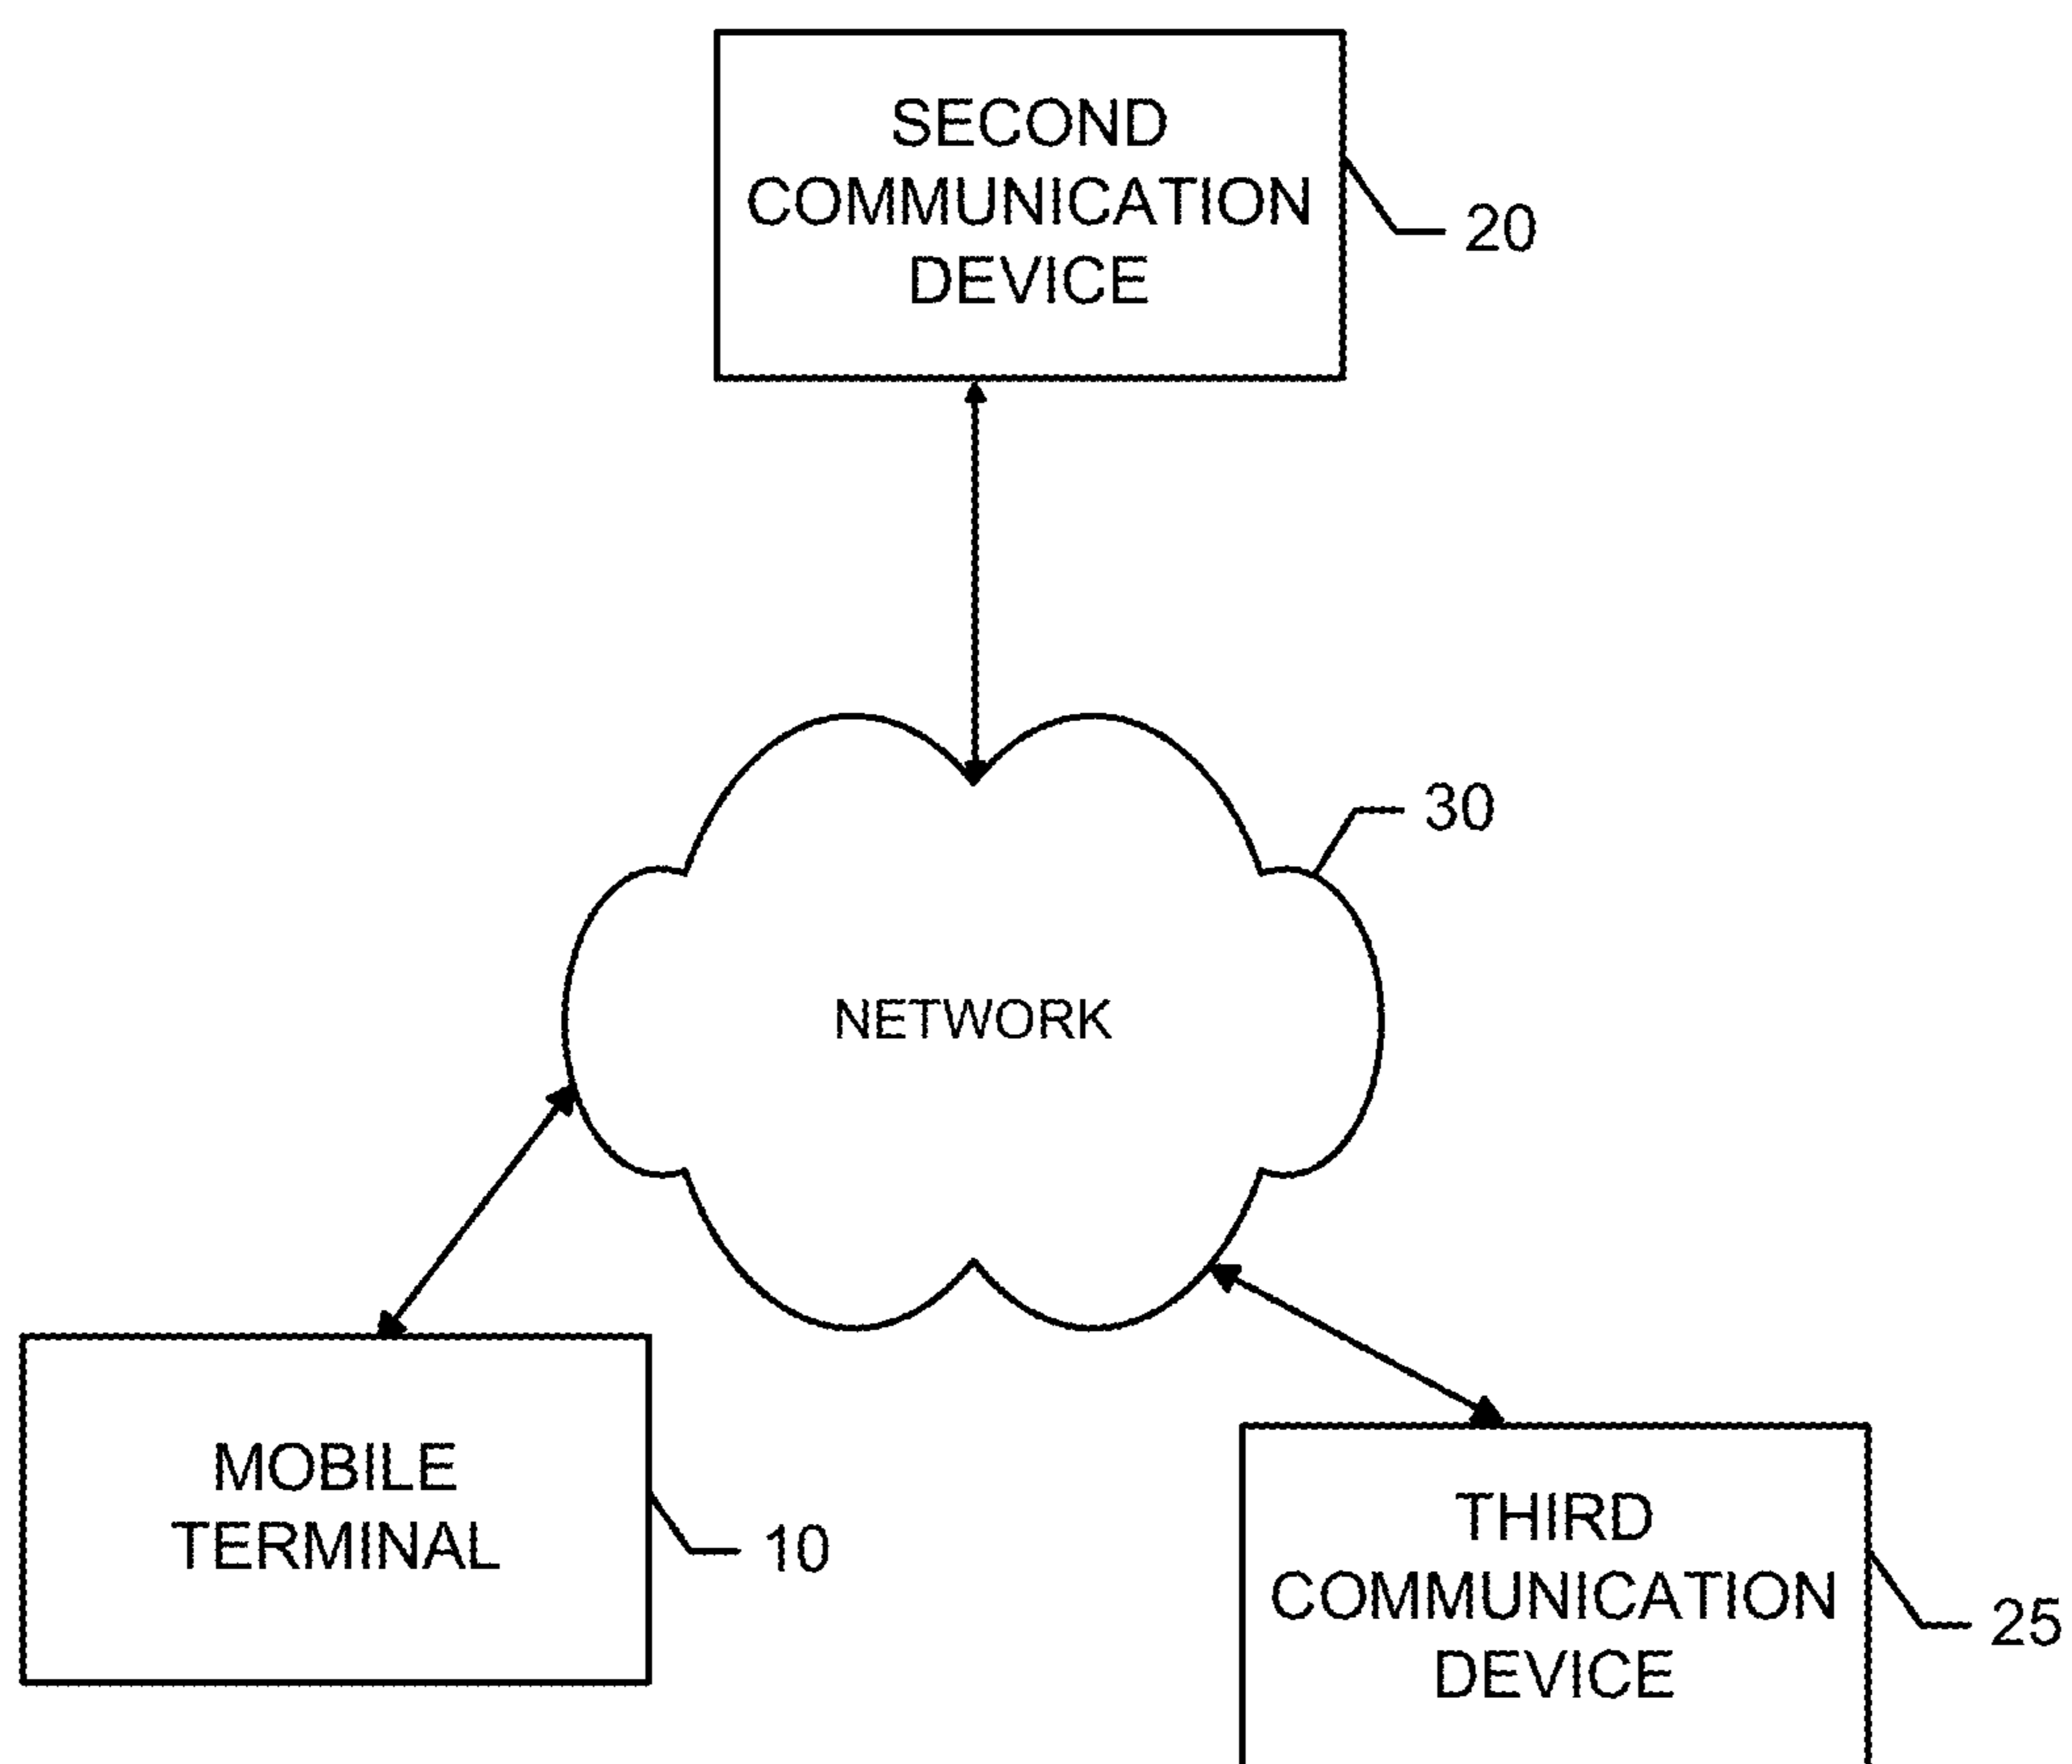 SECOND
COMMUNICATION
DEVICE
20
30
NETWORK
MOBILE
TERMINAL
10
THIRD
COMMUNICATION
DEVICE
25